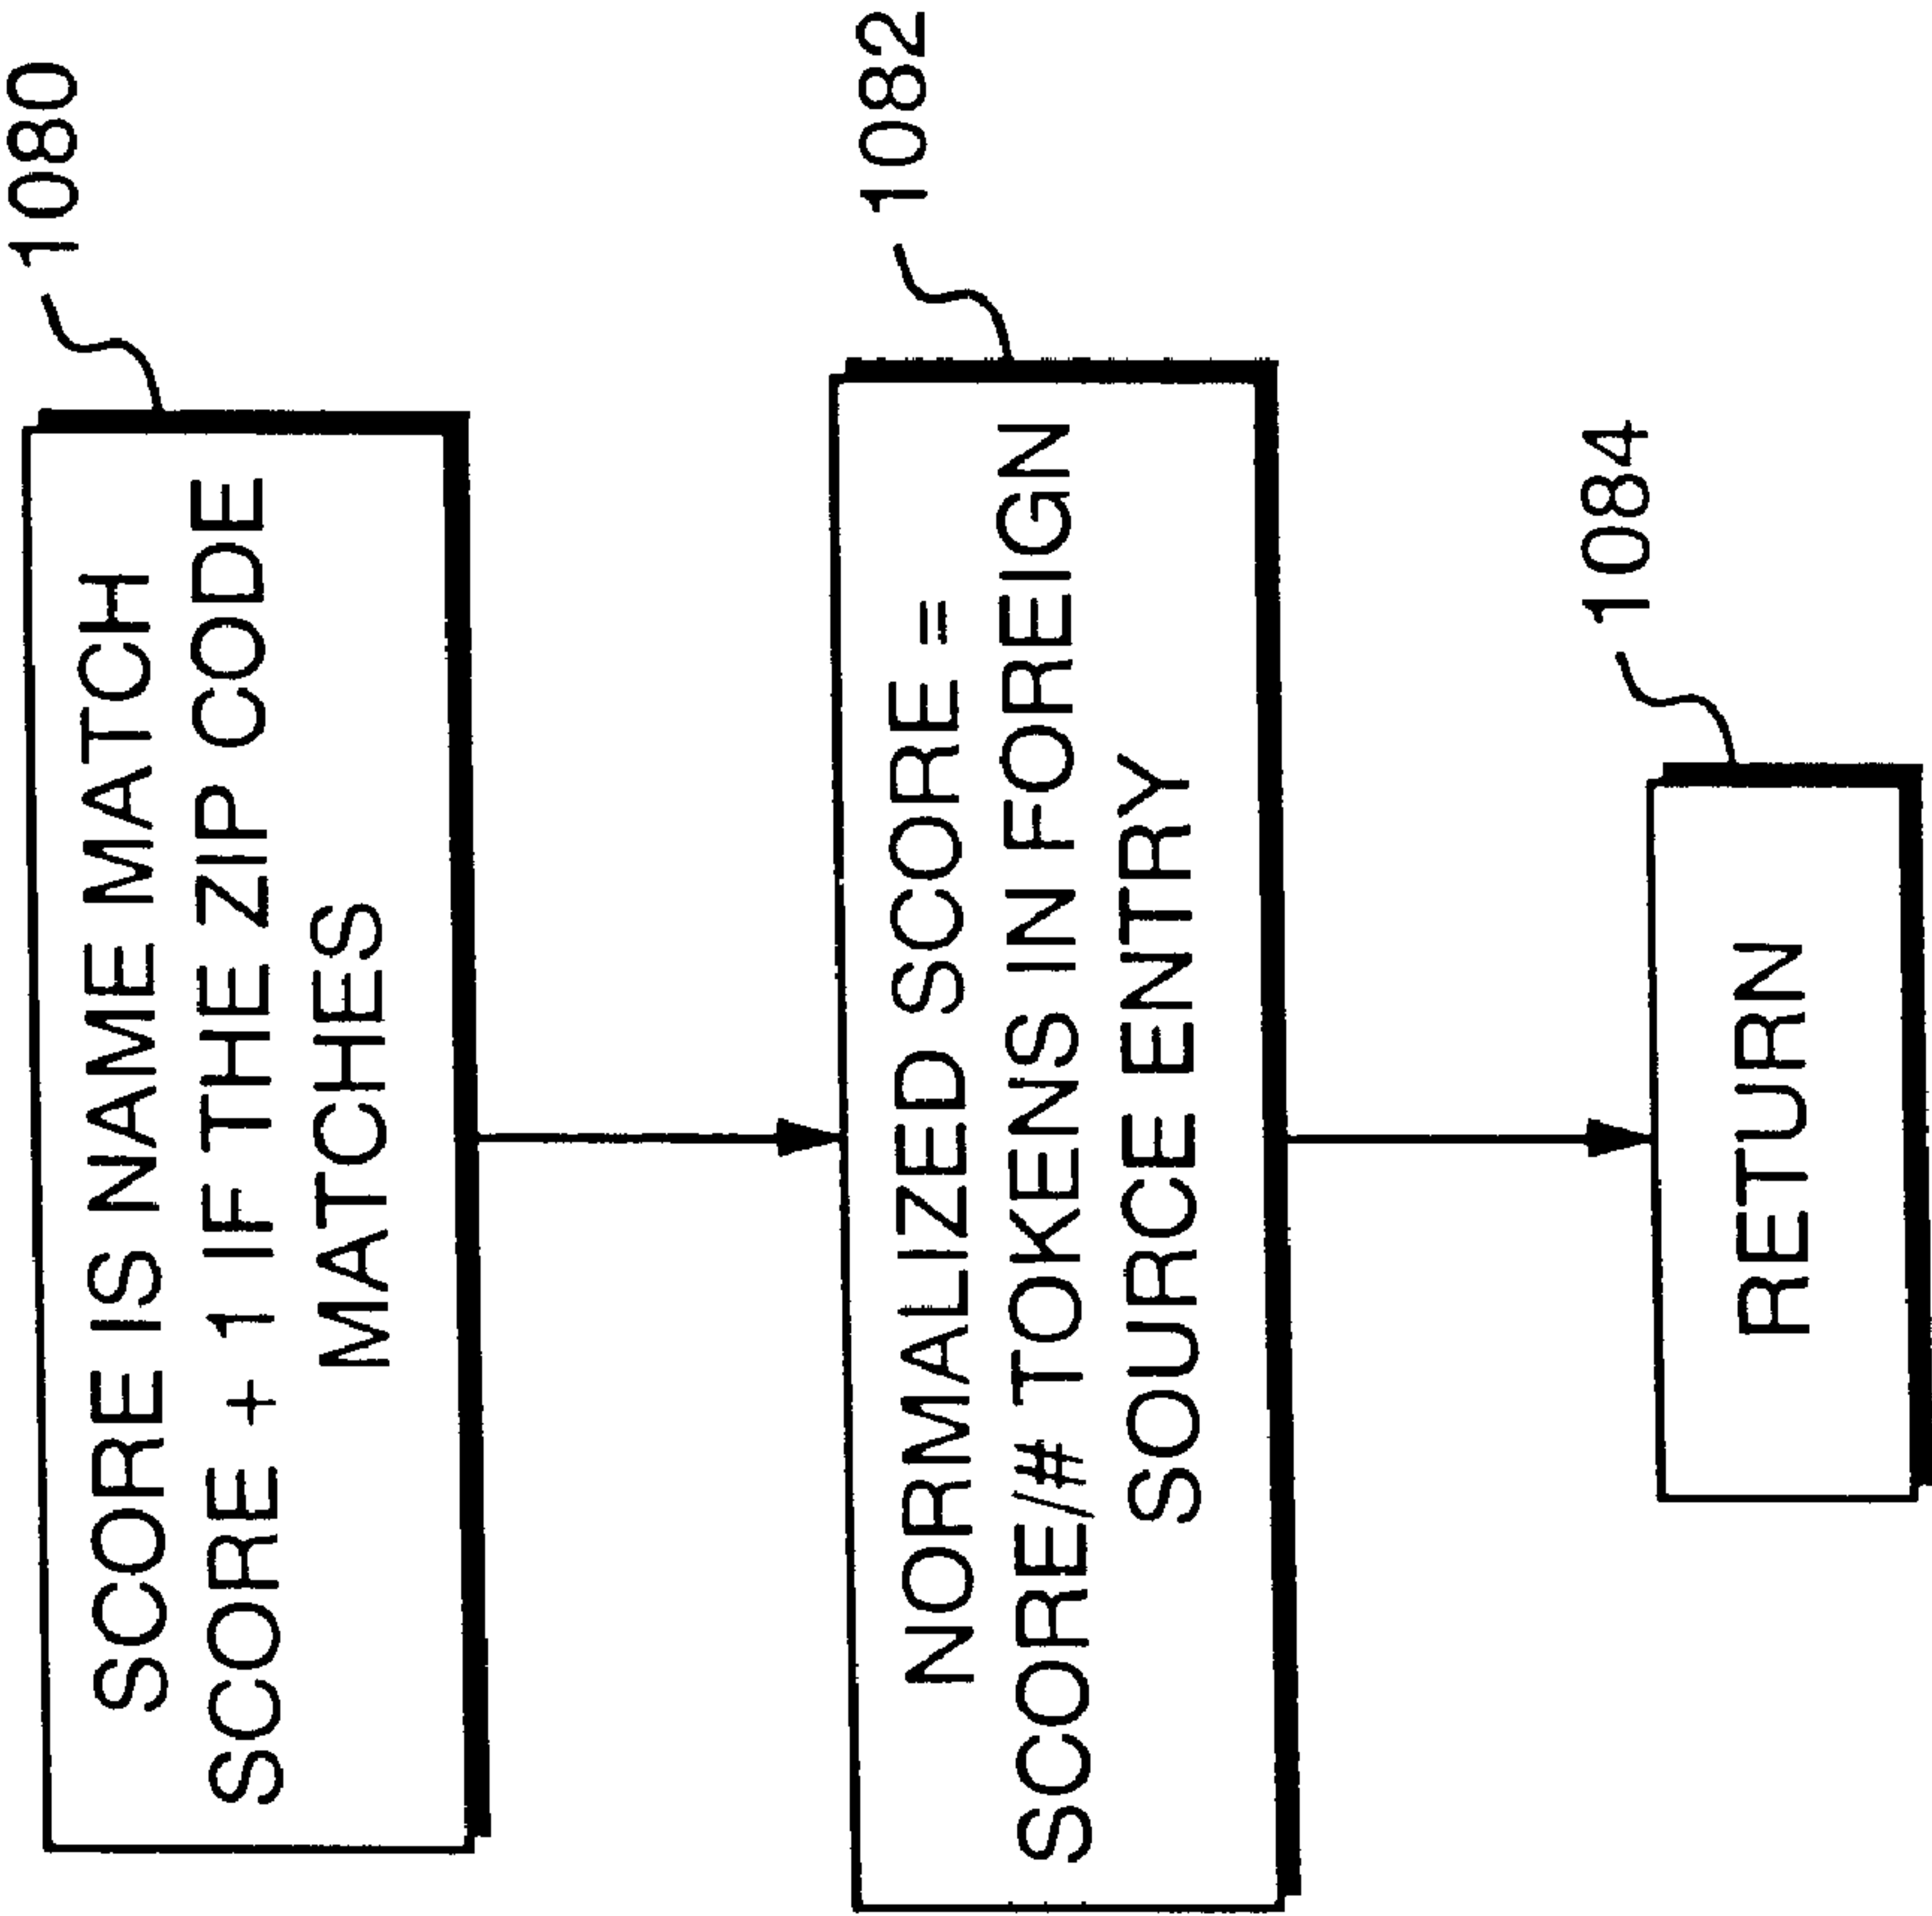 1080
SCORE IS NAME MATCH
SCORE + 1 IF THE ZIP CODE
MATCHES
1082
NORMALIZED SCORE =
SCORE/# TOKENS IN FOREIGN
SOURCE ENTRY
1084
RETURN